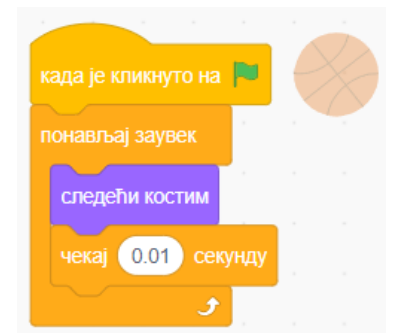 када је кликнуто на
понављај заувек
следећи костим
чекај 0.01 секунду